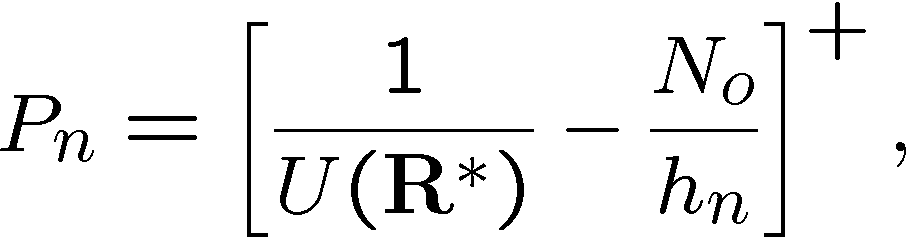 P_n = \left[ \frac{1}{U(\mathbf{R}^*)} - \frac{N_o}{h_n} \right]^+,